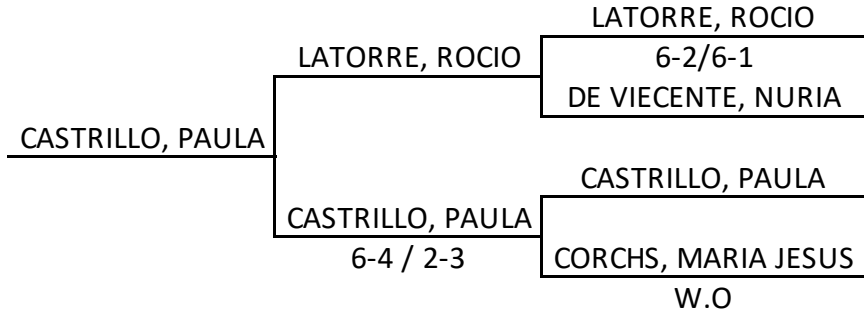 LATORRE, ROCIO
LATORRE, ROCIO
6-2/6-1
DE VIECENTE, NURIA
CASTRILLO, PAULA
CASTRILLO, PAULA
CASTRILLO, PAULA
6-4 / 2-3
CORCHS, MARIA JESUS
W.O